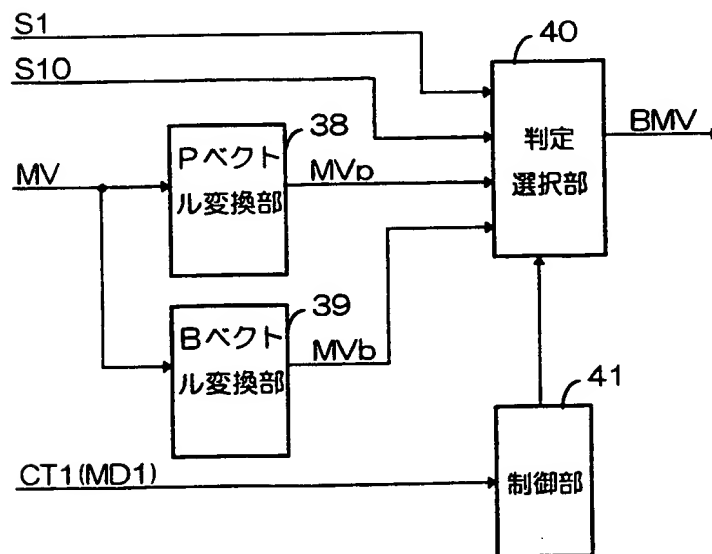 S1
40
S10
38
Pベクト
ル変換部
MV
MVp
判定
選択部
BMV
39
Bベクト
ル変換部
MVb
41
CT1(MD1)
制御部